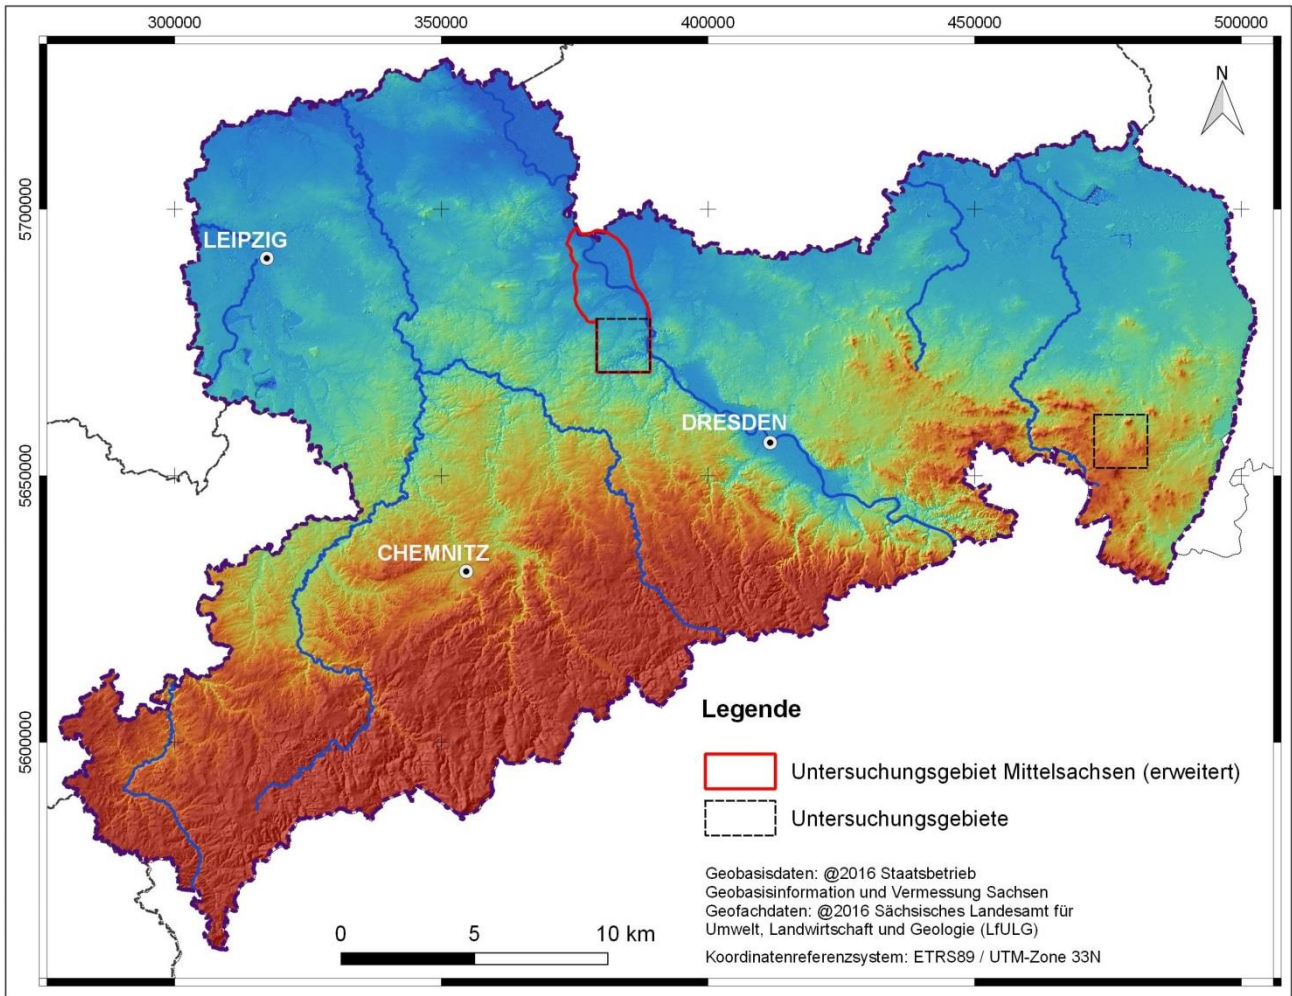 300000 350000 400000 450000 500000
N
5700000
LEIPZIG
DRESDEN
5650000
CHEMNITZ
Legende
5600000
Untersuchungsgebiet Mittelsachsen (erweitert)
Untersuchungsgebiete
Geobasisdaten: @2016 Staatsbetrieb
Geobasisinformation und Vermessung Sachsen
Geofachdaten: @2016 Sächsisches Landesamt für
Umwelt, Landwirtschaft und Geologie (LfULG)
Koordinatenreferenzsystem: ETRS89 / UTM-Zone 33N
0 5 10 km